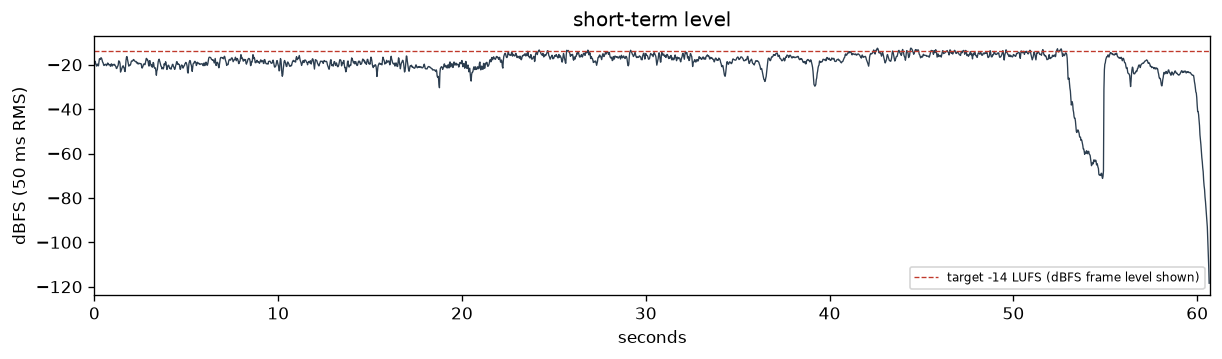 short-term level
dBFS (50 ms RMS)
−20
−40
−60
−80
−100
−120
target -14 LUFS (dBFS frame level shown)
0 10 20 30 40 50 60
seconds